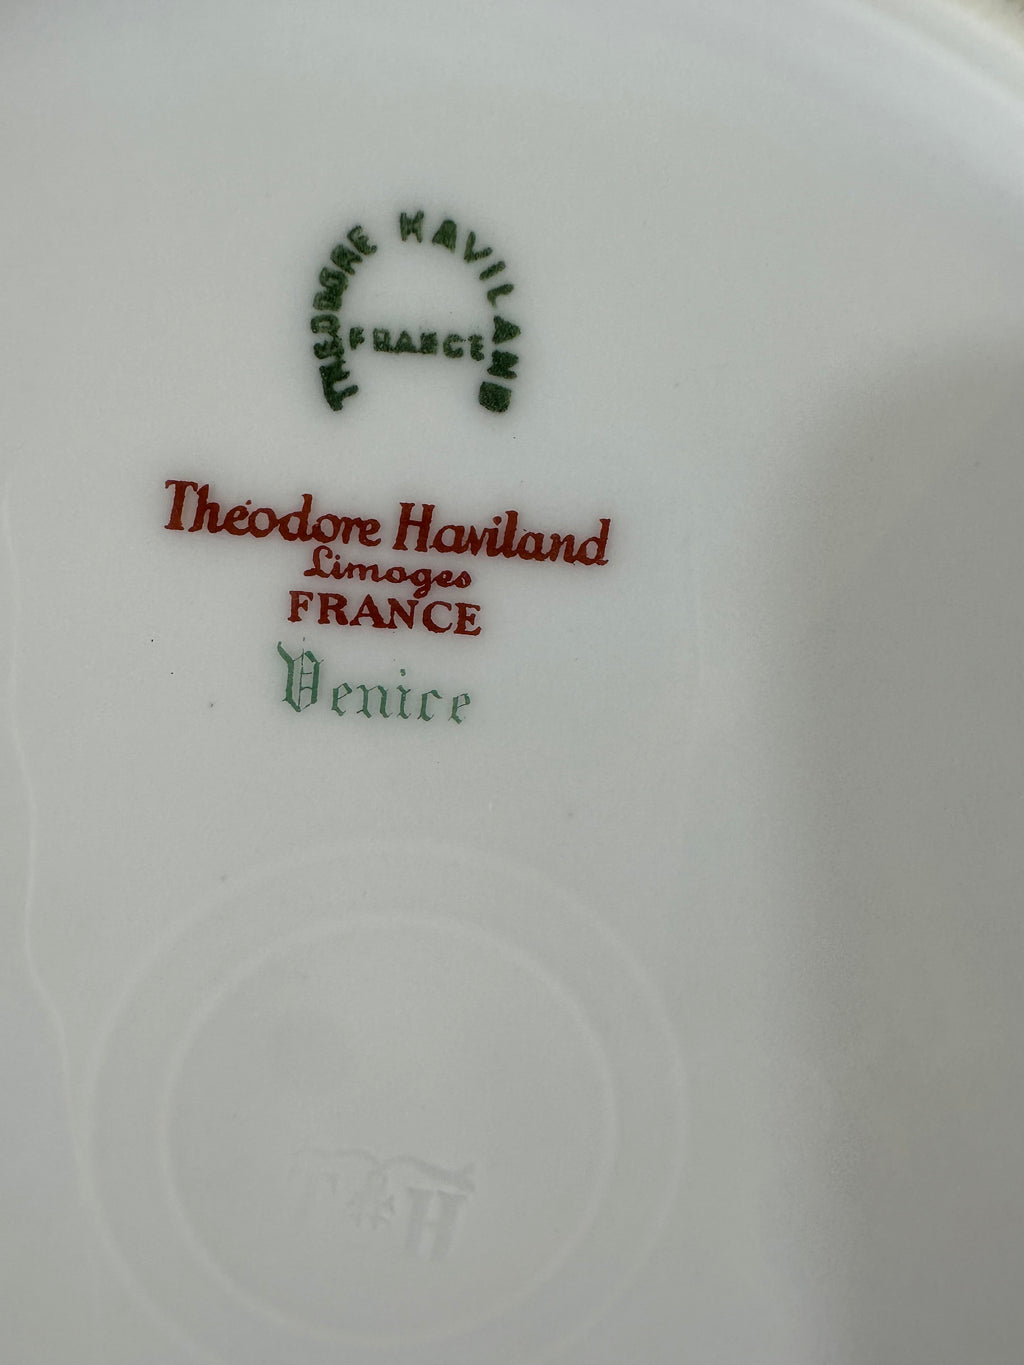 THEODORE HAVILAND
FRANCE
Théodore Haviland
Limoges
FRANCE
Venice